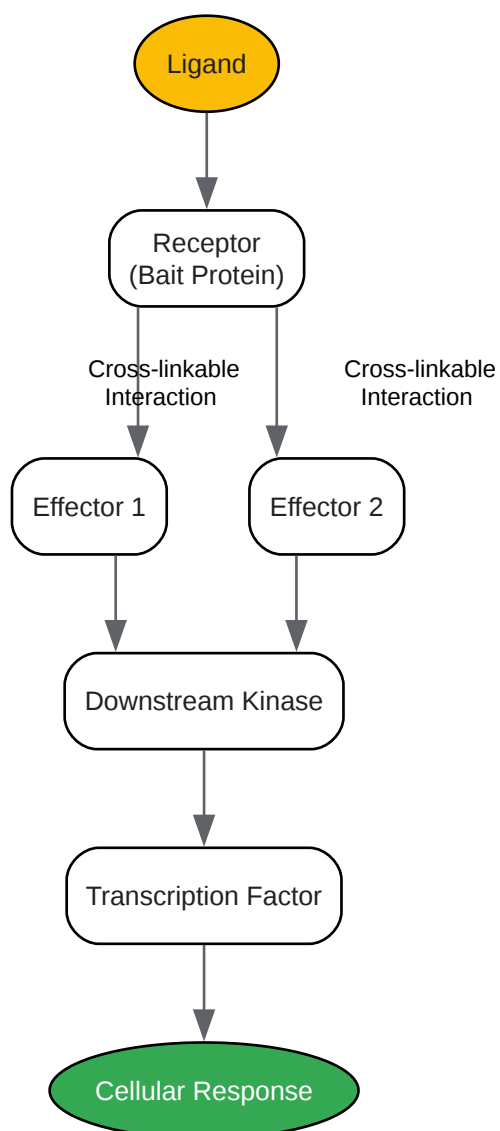 Ligand
Receptor
(Bait Protein)
Cross-linkable
Interaction
Cross-linkable
Interaction
Effector 1
Effector 2
Downstream Kinase
Transcription Factor
Cellular Response